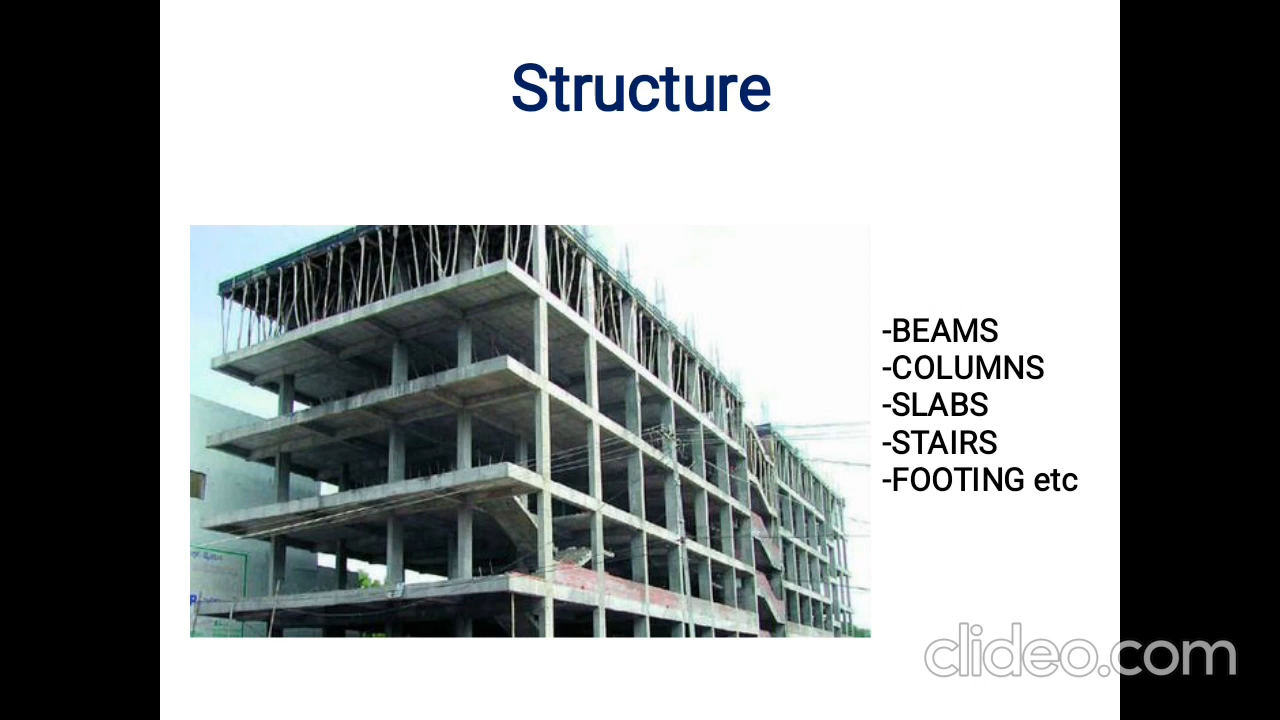 Structure
-BEAMS
-COLUMNS
-SLABS
-STAIRS
-FOOTING etc
clideo.com